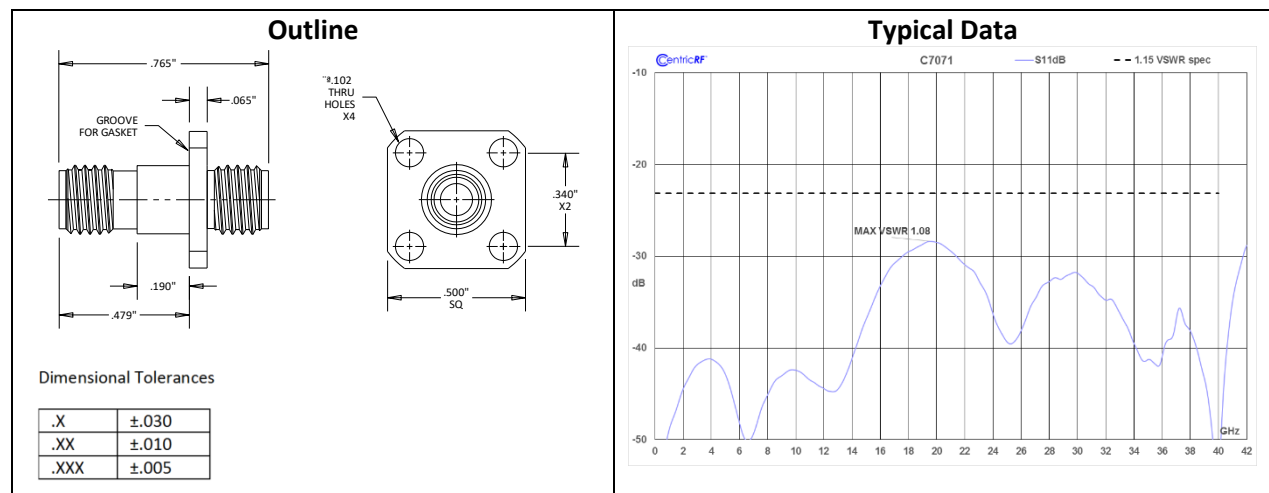 Outline
.765"
.065"
GROOVE
FOR GASKET
.190"
.479"
.102
THRU
HOLES
X4
.340"
X2
.500"
SQ
Dimensional Tolerances
.X ±.030
.XX ±.010
.XXX ±.005
Typical Data
CentricRF
C7071
S11dB
1.15 VSWR spec
-10
-20
-30
dB
-40
-50
MAX VSWR 1.08
GHz
0 2 4 6 8 10 12 14 16 18 20 22 24 26 28 30 32 34 36 38 40 42